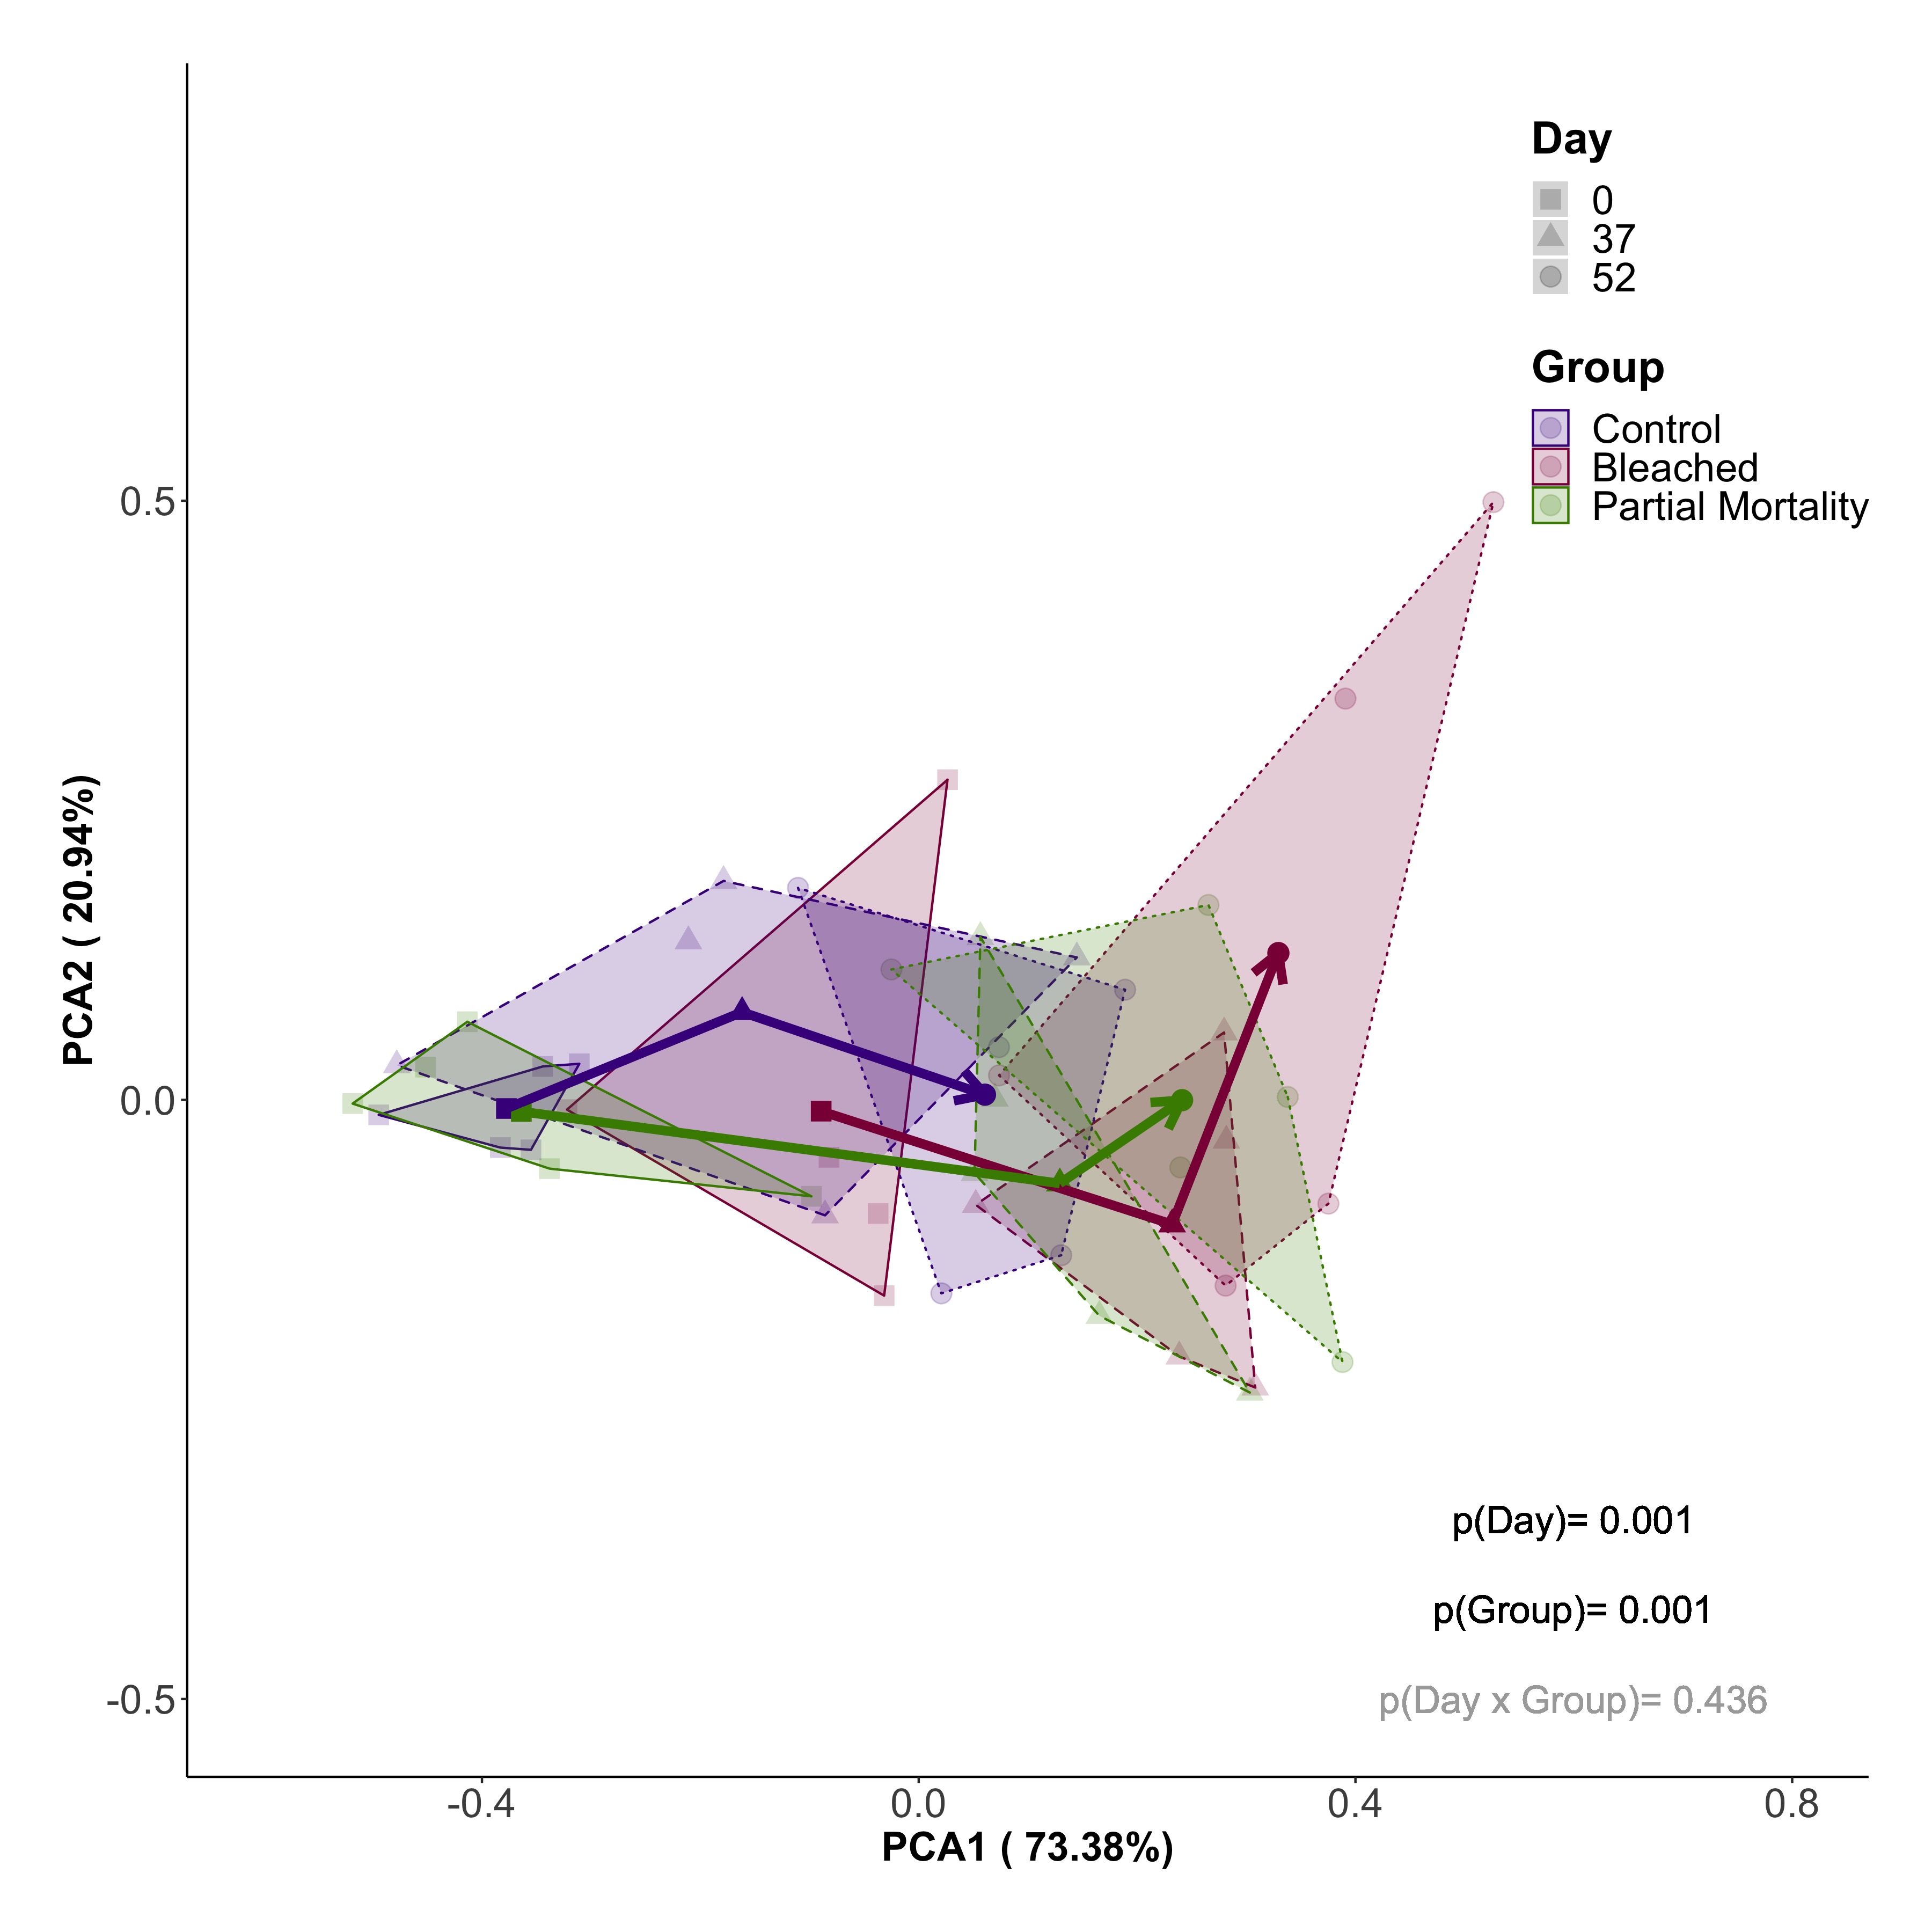 Day
0
37
52
Group
Control
Bleached
Partial Mortality
0.5
0.0
-0.5
PCA2 ( 20.94%)
p(Day)= 0.001
p(Group)= 0.001
p(Day x Group)= 0.436
-0.4
0.0
0.4
0.8
PCA1 ( 73.38%)